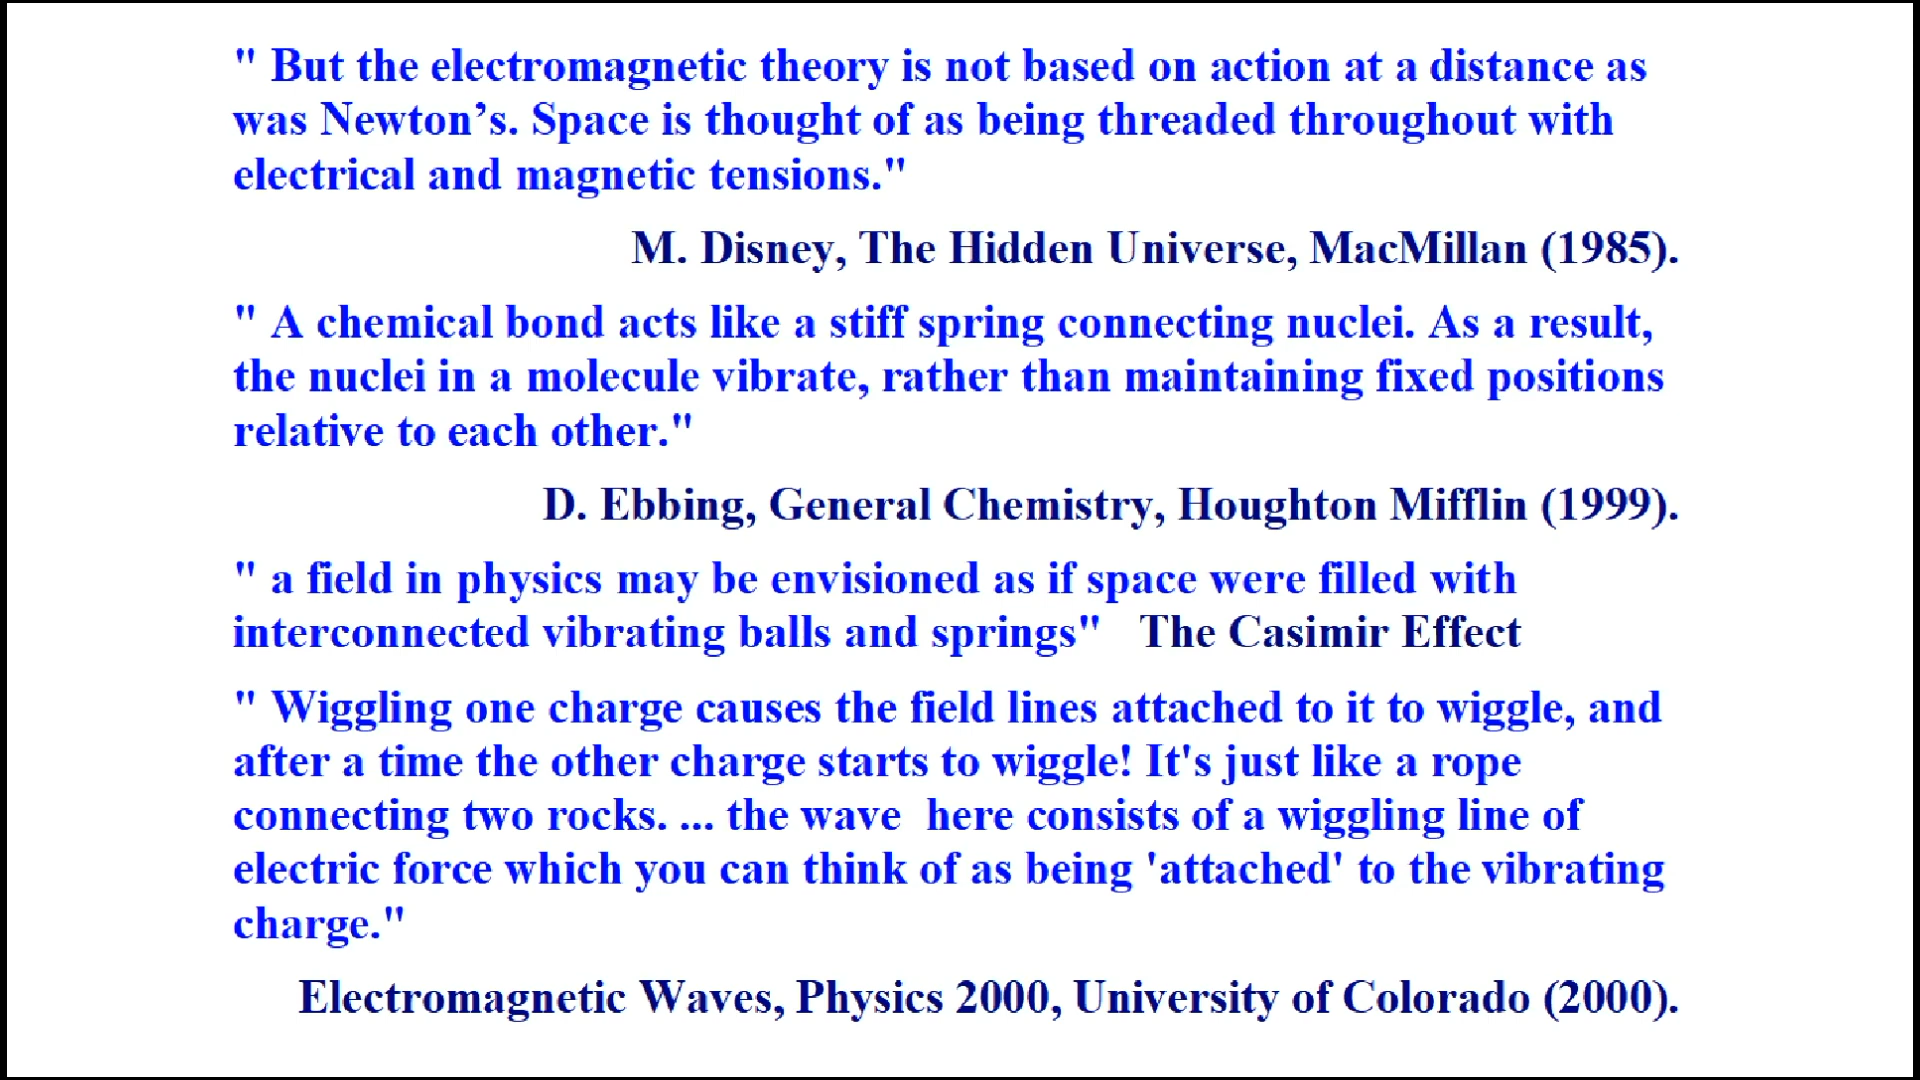 " But the electromagnetic theory is not based on action at a distance as
was Newton’s. Space is thought of as being threaded throughout with
electrical and magnetic tensions."
M. Disney, The Hidden Universe, MacMillan (1985).
" A chemical bond acts like a stiff spring connecting nuclei. As a result,
the nuclei in a molecule vibrate, rather than maintaining fixed positions
relative to each other."
D. Ebbing, General Chemistry, Houghton Mifflin (1999).
" a field in physics may be envisioned as if space were filled with
interconnected vibrating balls and springs" The Casimir Effect
" Wiggling one charge causes the field lines attached to it to wiggle, and
after a time the other charge starts to wiggle! It's just like a rope
connecting two rocks. ... the wave here consists of a wiggling line of
electric force which you can think of as being 'attached' to the vibrating
charge."
Electromagnetic Waves, Physics 2000, University of Colorado (2000).